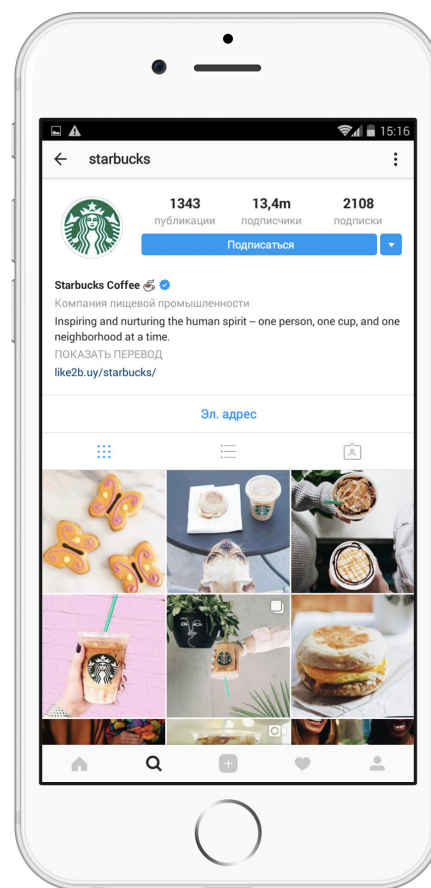 15:16
starbucks
1343 13,4m 2108
публикации подписчики подписки
Подписаться
Starbucks Coffee
Компания пищевой промышленности
Inspiring and nurturing the human spirit -- one person, one cup, and one
neighborhood at a time.
ПОКАЗАТЬ ПЕРЕВОД
like2b.uy/starbucks/
Эл. адрес